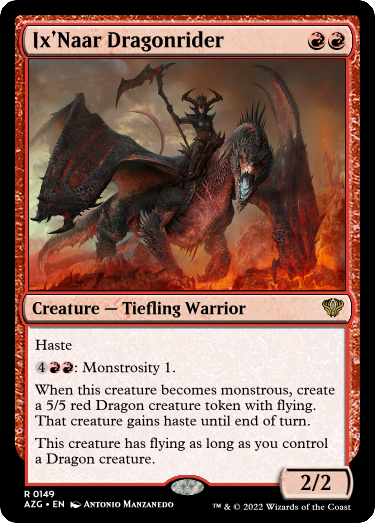 Ix'Naar Dragonrider
Creature — Tiefling Warrior
Haste
4: Monstrosity 1.
When this creature becomes monstrous, create
a 5/5 red Dragon creature token with flying.
That creature gains haste until end of turn.
This creature has flying as long as you control
a Dragon creature.
2/2
R 0149
AZG • EN Antonio Manzanedo
™ & © 2022 Wizards of the Coast